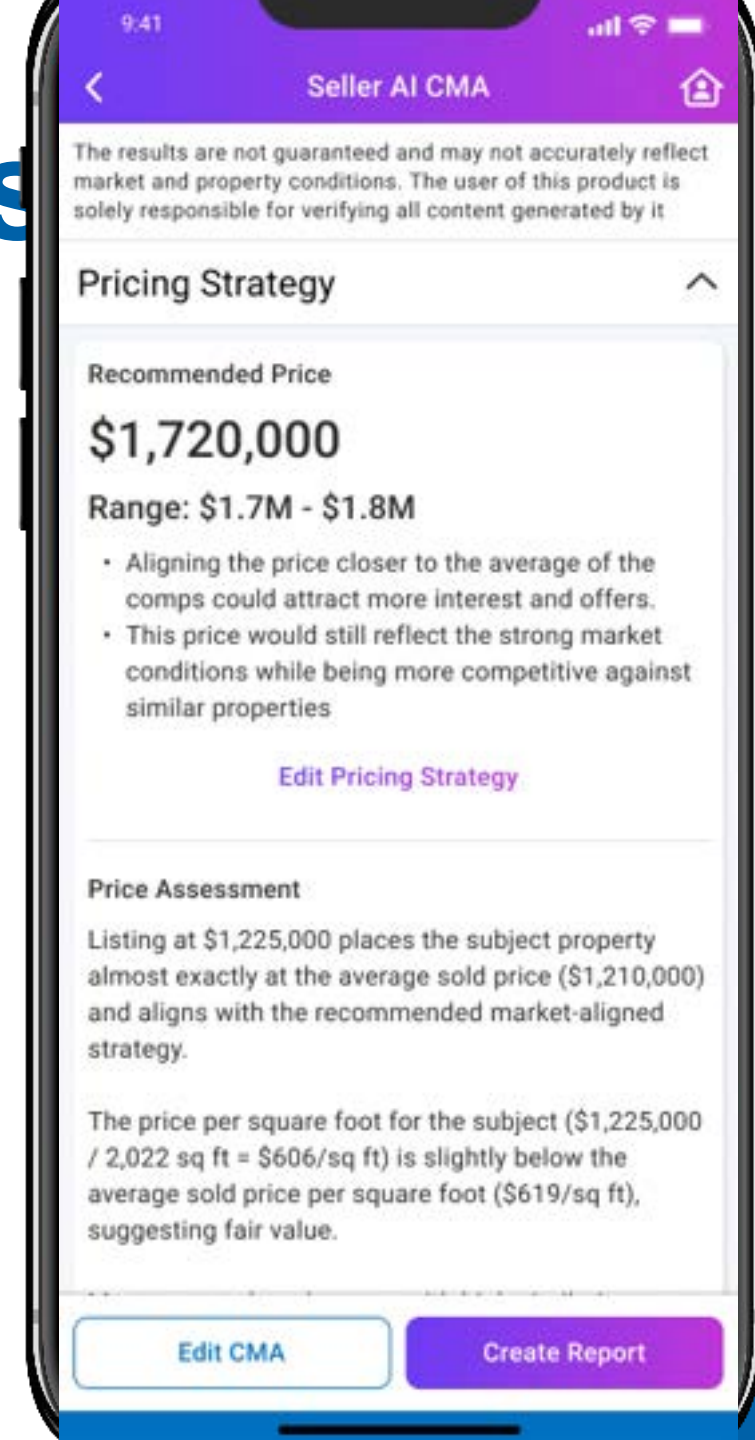 9:41
Seller AI CMA
The results are not guaranteed and may not accurately reflect
market and property conditions. The user of this product is
solely responsible for verifying all content generated by it
Pricing Strategy
Recommended Price
$1,720,000
Range: $1.7M - $1.8M
• Aligning the price closer to the average of the
comps could attract more interest and offers.
• This price would still reflect the strong market
conditions while being more competitive against
similar properties
Edit Pricing Strategy
Price Assessment
Listing at $1,225,000 places the subject property
almost exactly at the average sold price ($1,210,000)
and aligns with the recommended market-aligned
strategy.
The price per square foot for the subject ($1,225,000
/ 2,022 sq ft = $606/sq ft) is slightly below the
average sold price per square foot ($619/sq ft),
suggesting fair value.
Edit CMA
Create Report